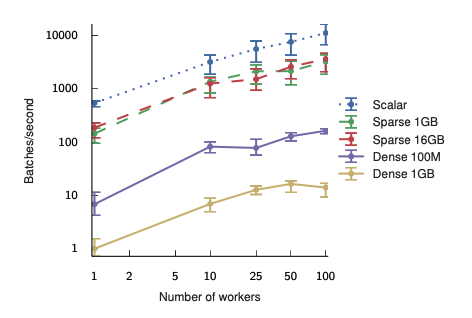 10000
1000
100
10
1
Batches/second
1
2
5
10
25
50
100
Number of workers
Scalar
Sparse 1GB
Sparse 16GB
Dense 100M
Dense 1GB